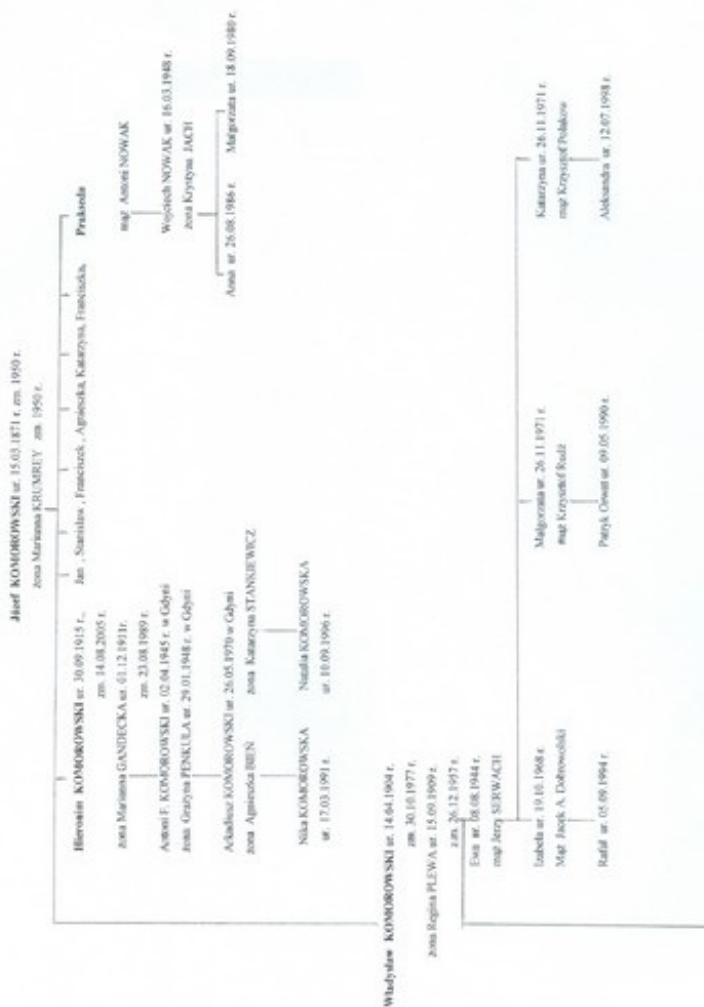 Józef KOMOROWSKI ur. 15.03.1871 r. zm. 1950 r.
żona Marianna KRUMREY zm. 1950 r.
Hieronim KOMOROWSKI ur. 30.09.1915 r., Jan , Stanisław , Franciszek , Agnieszka, Katarzyna, Franciszka, Prakseda
zm. 14.08.2005 r.
żona Marianna GANDECKA ur. 01.12.1911r. mąż Antoni NOWAK
zm. 23.08.1989 r.
Antoni F. KOMOROWSKI ur. 02.04.1945 r. w Gdyni Wojciech NOWAK ur. 16.03.1948 r.
żona Grażyna PENKULA ur. 29.01.1948 r. w Gdyni żona Krystyna JACH
Arkadiusz KOMOROWSKI ur. 26.05.1970 w Gdyni Anna ur. 26.08.1986 r. Małgorzata ur. 18.09.1980 r.
żona Agnieszka BIEŃ żona Katarzyna STANKIEWICZ
Nika KOMOROWSKA Natalia KOMOROWSKA
ur. 17.03.1991 r. ur. 10.09.1996 r.
Władysław KOMOROWSKI ur. 14.04.1904 r.
zm. 30.10.1977 r.
żona Regina PLEWA ur. 15.09.1909 r.
zm. 26.12.1957 r.
Ewa ur. 08.08.1944 r.
mąż Jerzy SERWACH
Izabela ur. 19.10.1968 r. Małgorzata ur. 26.11.1971 r. Katarzyna ur. 26.11.1971 r.
Mąż Jacek A. Dobrowolski mąż Krzysztof Rudź mąż Krzysztof Polakow
Rafał ur. 05.09.1994 r. Patryk ur. 09.05.1990 r. Aleksandra ur. 12.07.1998 r.